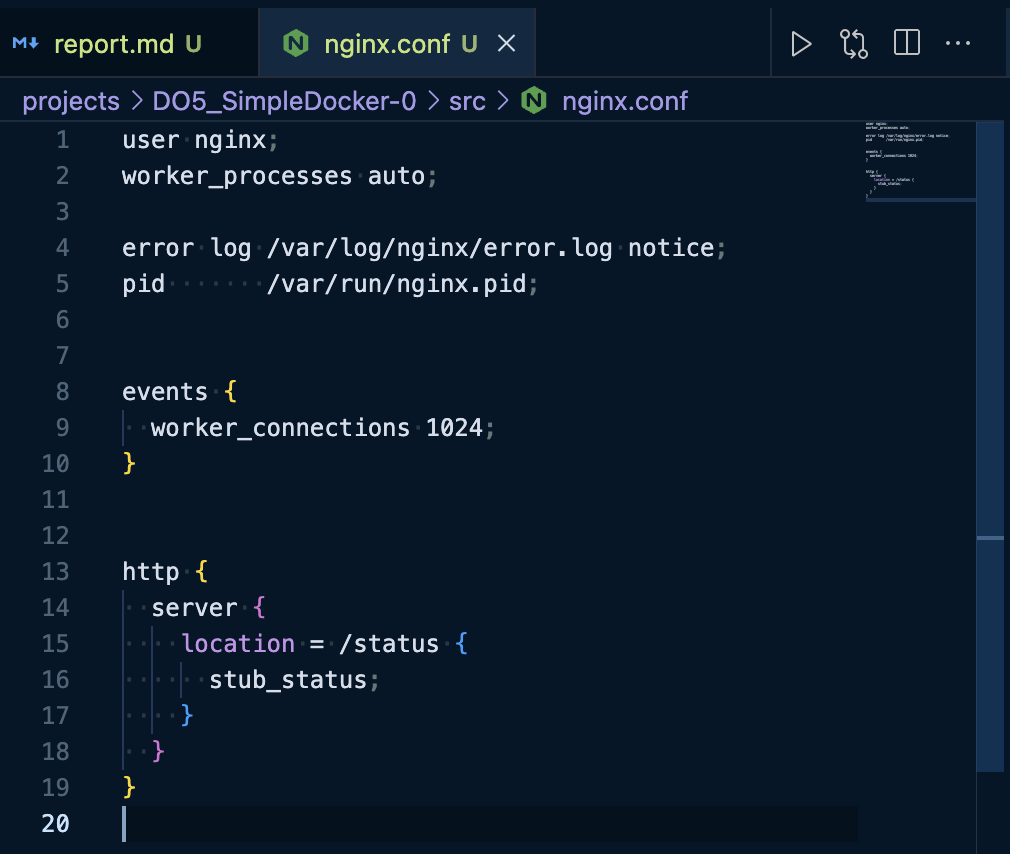 report.md U nginx.conf U
projects > DO5_SimpleDocker-0 > src > nginx.conf
1 user nginx;
2 worker_processes auto;
3
4 error log /var/log/nginx/error.log notice;
5 pid        /var/run/nginx.pid;
6
7
8 events {
9   worker_connections 1024;
10 }
11
12
13 http {
14   server {
15     location = /status {
16       stub_status;
17     }
18   }
19 }
20